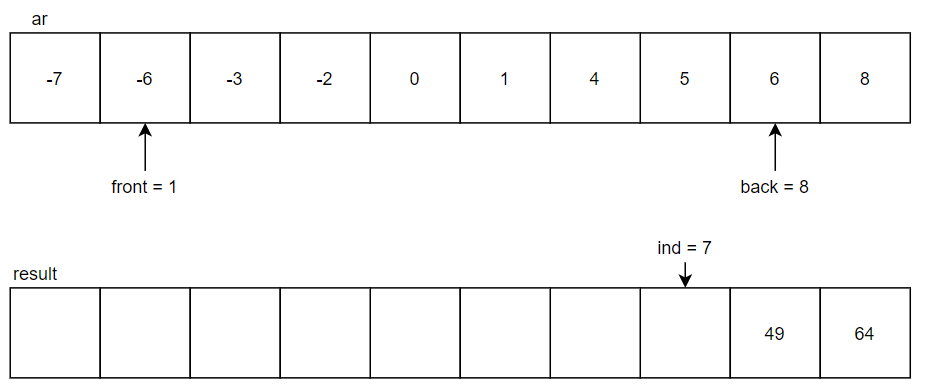 ar
-7 -6 -3 -2 0 1 4 5 6 8
front = 1 back = 8
ind = 7
result
49 64